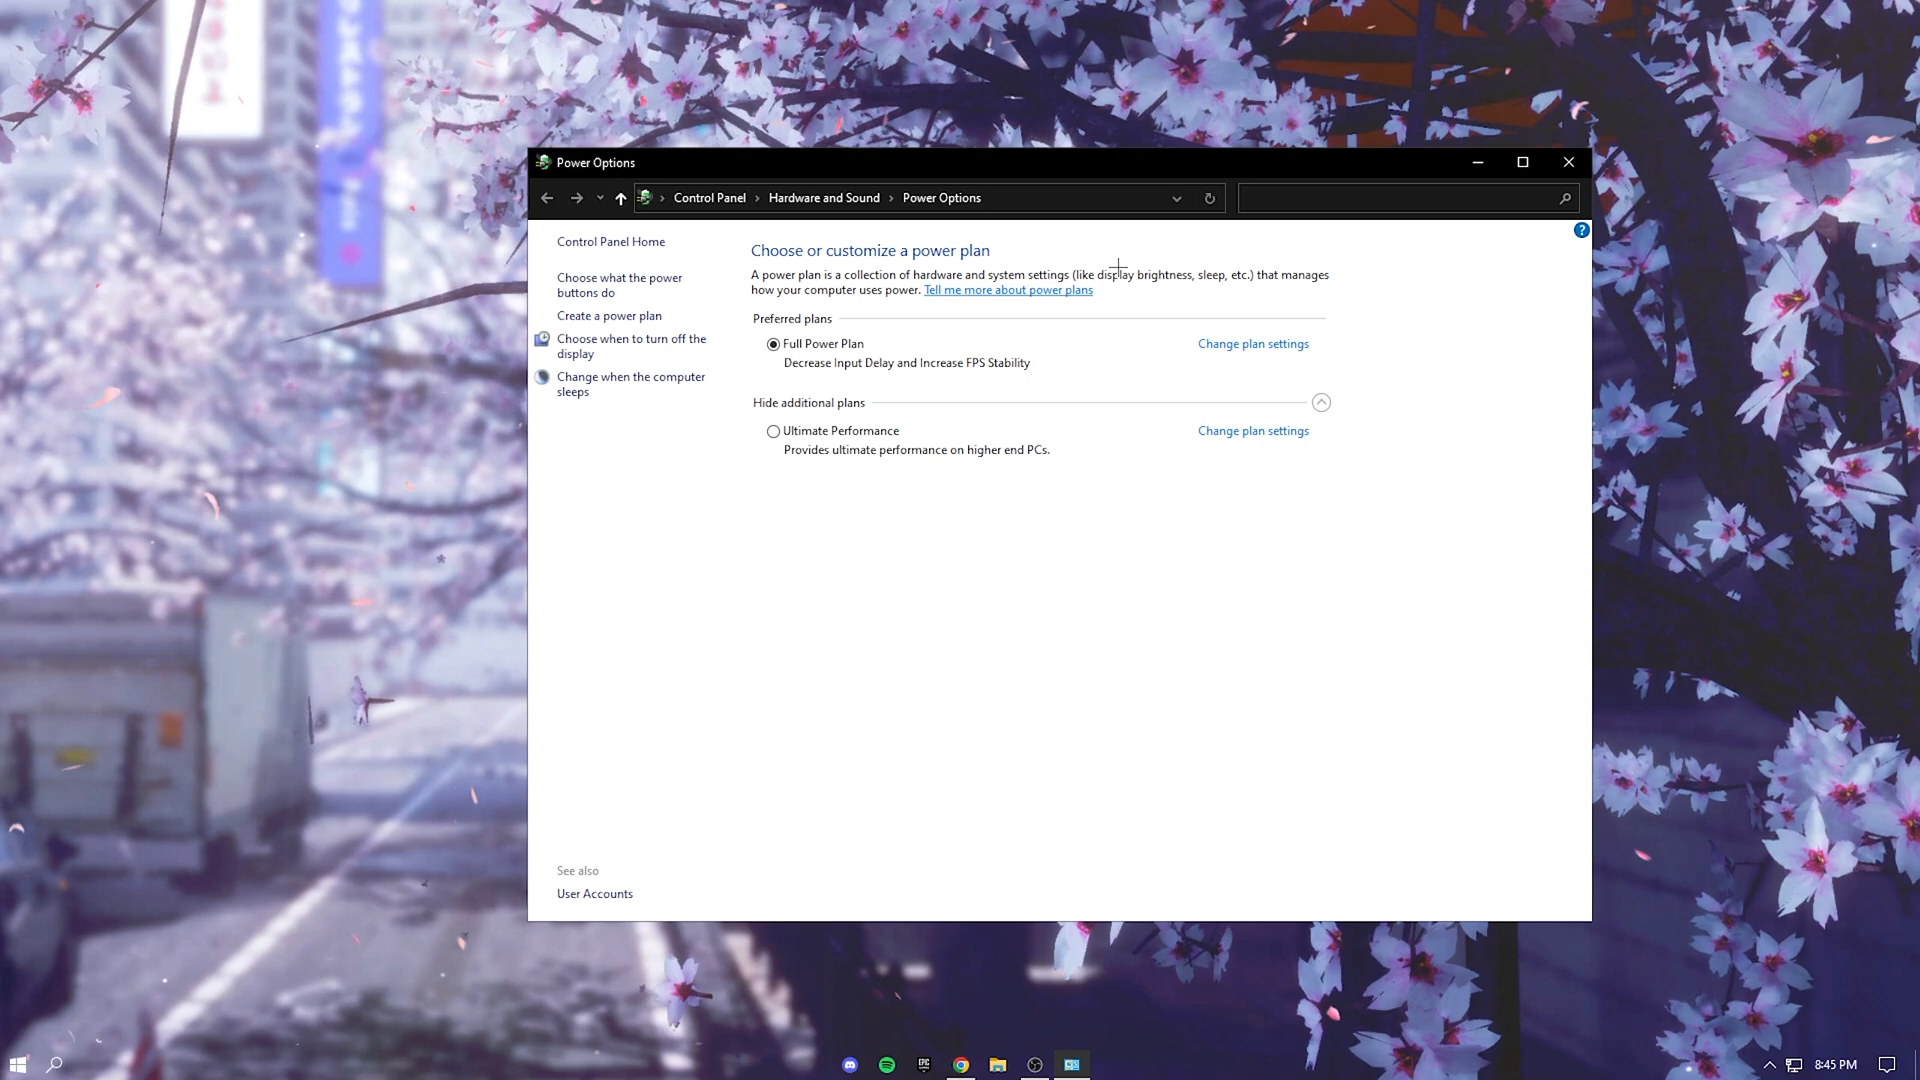 Power Options
Control Panel > Hardware and Sound > Power Options
Control Panel Home
Choose what the power
buttons do
Create a power plan
Choose when to turn off the
display
Change when the computer
sleeps
Choose or customize a power plan
A power plan is a collection of hardware and system settings (like display brightness, sleep, etc.) that manages
how your computer uses power. Tell me more about power plans
Preferred plans
Full Power Plan Change plan settings
Decrease Input Delay and Increase FPS Stability
Hide additional plans
Ultimate Performance Change plan settings
Provides ultimate performance on higher end PCs.
See also
User Accounts
EPIC
8:45 PM